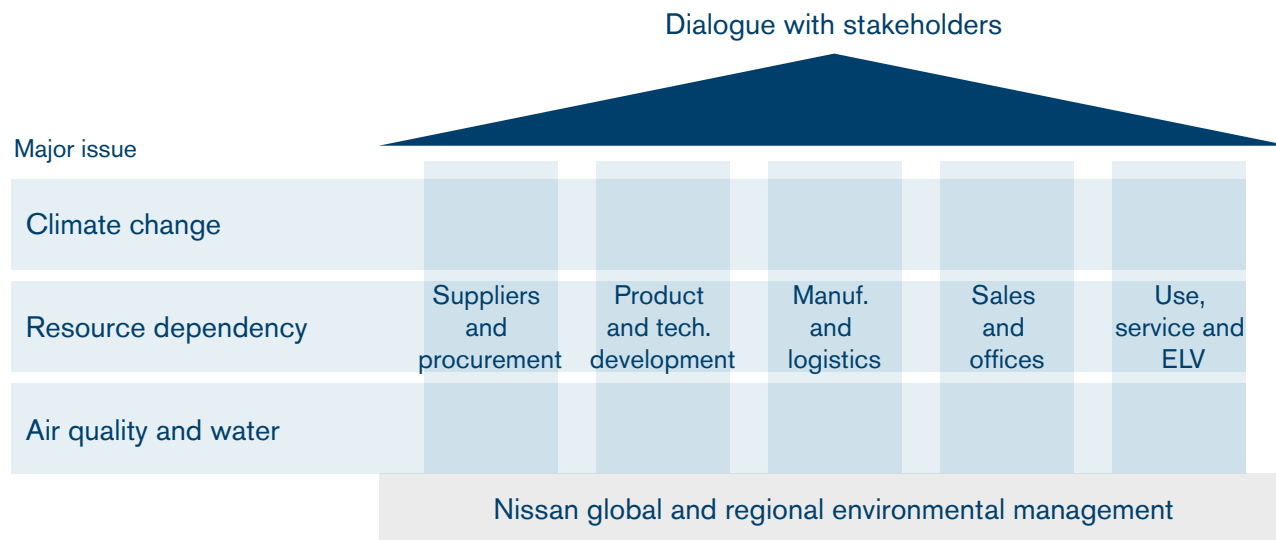 Dialogue with stakeholders
Major issue
Climate change
Resource dependency
Suppliers
and
procurement
Product
and tech.
development
Manuf.
and
logistics
Sales
and
offices
Use,
service and
ELV
Air quality and water
Nissan global and regional environmental management